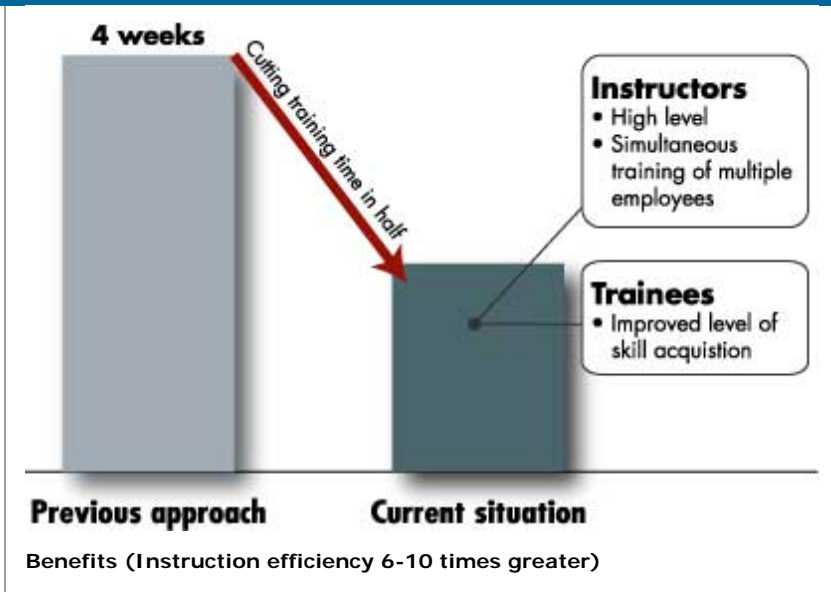 4 weeks
Cutting training time in half
Instructors
• High level
• Simultaneous
training of multiple
employees
Trainees
• Improved level of
skill acquistion
Previous approach
Current situation
Benefits (Instruction efficiency 6-10 times greater)